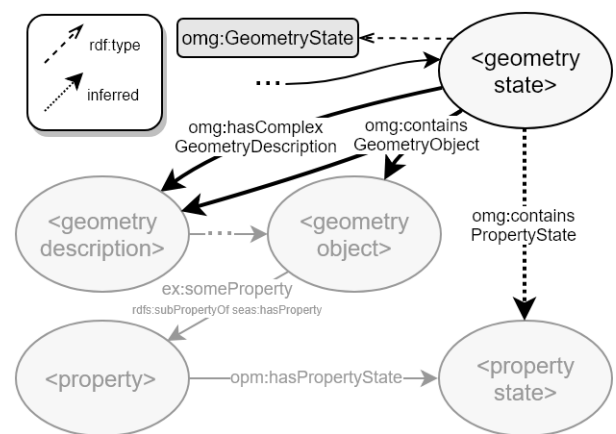 rdf:type
inferred
omg:GeometryState
...
<geometry
state>
omg:hasComplex
GeometryDescription
omg:contains
GeometryObject
<geometry
description>
...
<geometry
object>
omg:contains
PropertyState
ex:someProperty
rdfs:subPropertyOf seas:hasProperty
<property>
opm:hasPropertyState
<property
state>